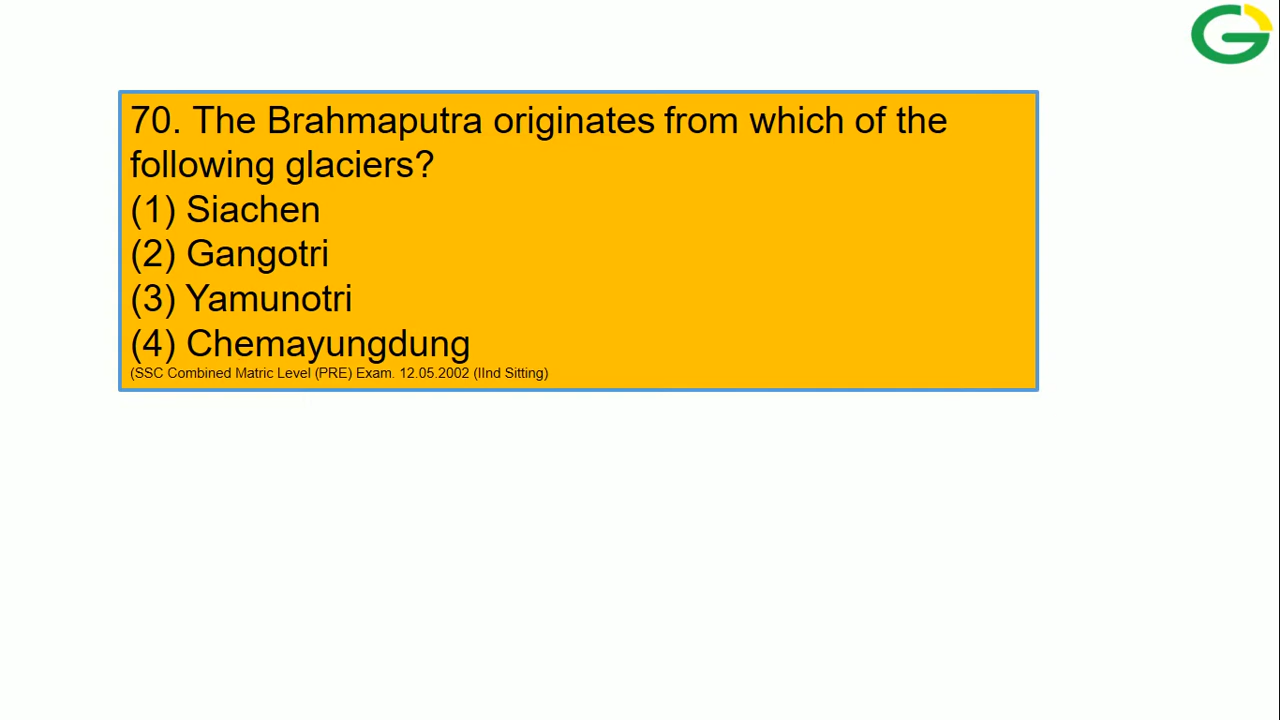 70. The Brahmaputra originates from which of the
following glaciers?
(1) Siachen
(2) Gangotri
(3) Yamunotri
(4) Chemayungdung
(SSC Combined Matric Level (PRE) Exam. 12.05.2002 (IInd Sitting)